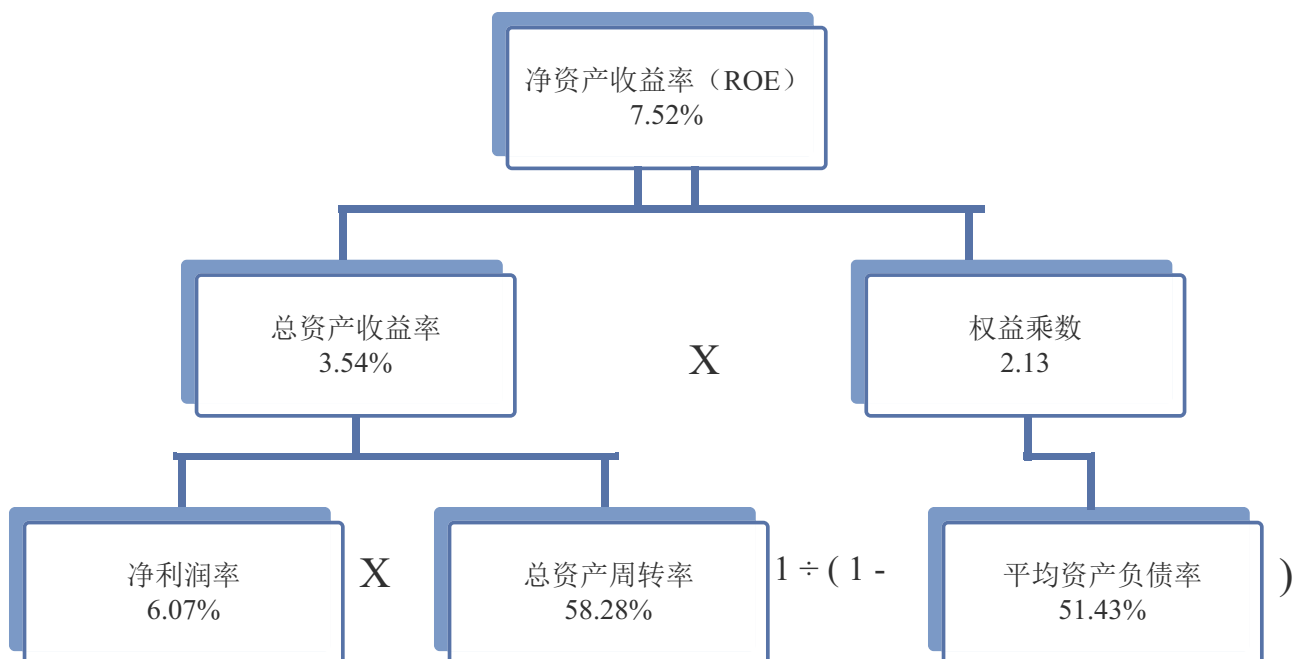 净资产收益率（ROE）
7.52%
总资产收益率
3.54%
X
权益乘数
2.13
净利润率
6.07%
X
总资产周转率
58.28%
1 ÷ ( 1 -
平均资产负债率
51.43%
)